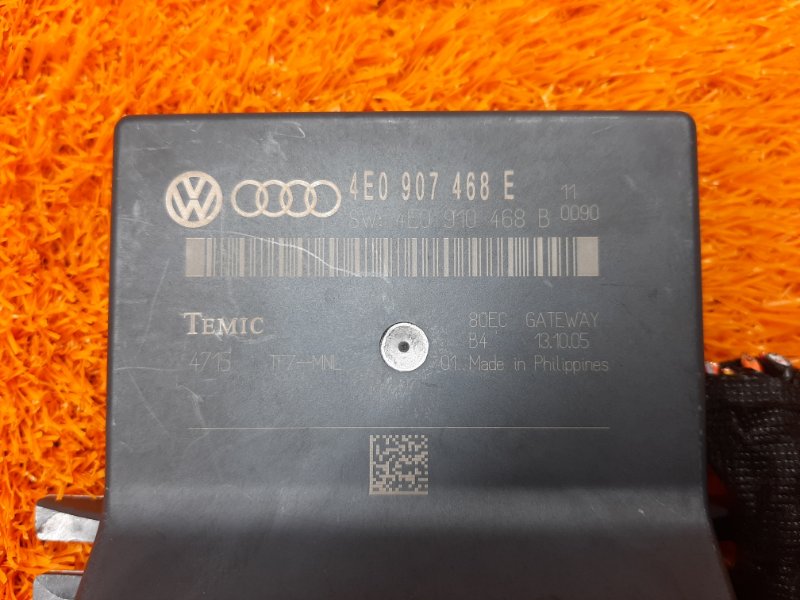 4E0 907 468 E 11
SW: 4E0 910 468 B 0090
TEMIC 80EC GATEWAY
B4 13.10.05
4715 TF7-MNL 01 Made in Philippines